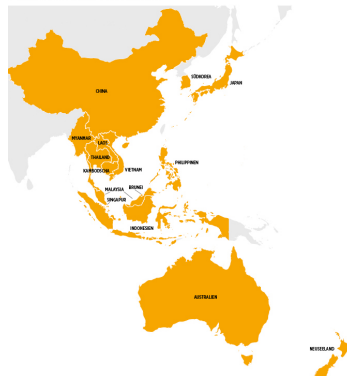 SÜDKOREA
JAPAN
CHINA
MYANMAR
LAOS
THAILAND
PHILIPPINEN
KAMBODSCHA
VIETNAM
MALAYSIA
BRUNEI
SINGAPUR
INDONESIEN
AUSTRALIEN
NEUSEELAND